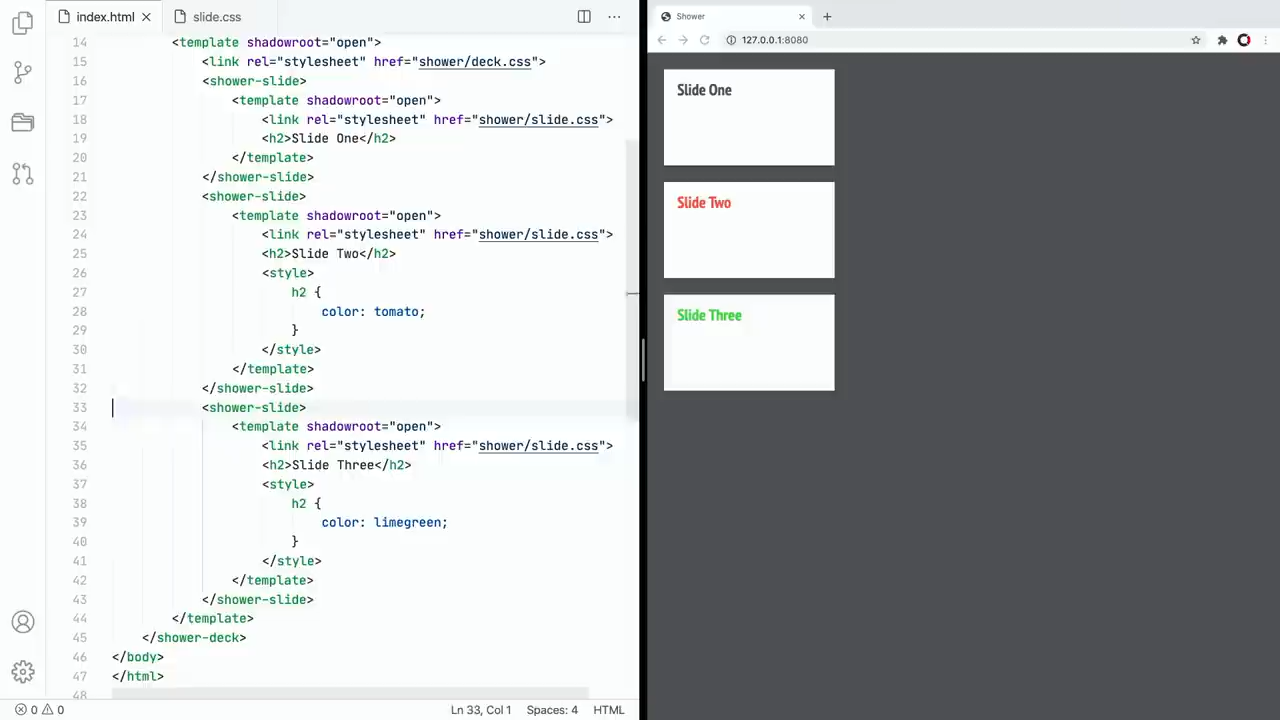 index.html
slide.css
14 <template shadowroot="open">
15 <link rel="stylesheet" href="shower/deck.css">
16 <shower-slide>
17 <template shadowroot="open">
18 <link rel="stylesheet" href="shower/slide.css">
19 <h2>Slide One</h2>
20 </template>
21 </shower-slide>
22 <shower-slide>
23 <template shadowroot="open">
24 <link rel="stylesheet" href="shower/slide.css">
25 <h2>Slide Two</h2>
26 <style>
27 h2 {
28 color: tomato;
29 }
30 </style>
31 </template>
32 </shower-slide>
33 <shower-slide>
34 <template shadowroot="open">
35 <link rel="stylesheet" href="shower/slide.css">
36 <h2>Slide Three</h2>
37 <style>
38 h2 {
39 color: limegreen;
40 }
41 </style>
42 </template>
43 </shower-slide>
44 </template>
45 </shower-deck>
46 </body>
47 </html>
48
0 0
Ln 33, Col 1 Spaces: 4 HTML
Shower
127.0.0.1:8080
Slide One
Slide Two
Slide Three